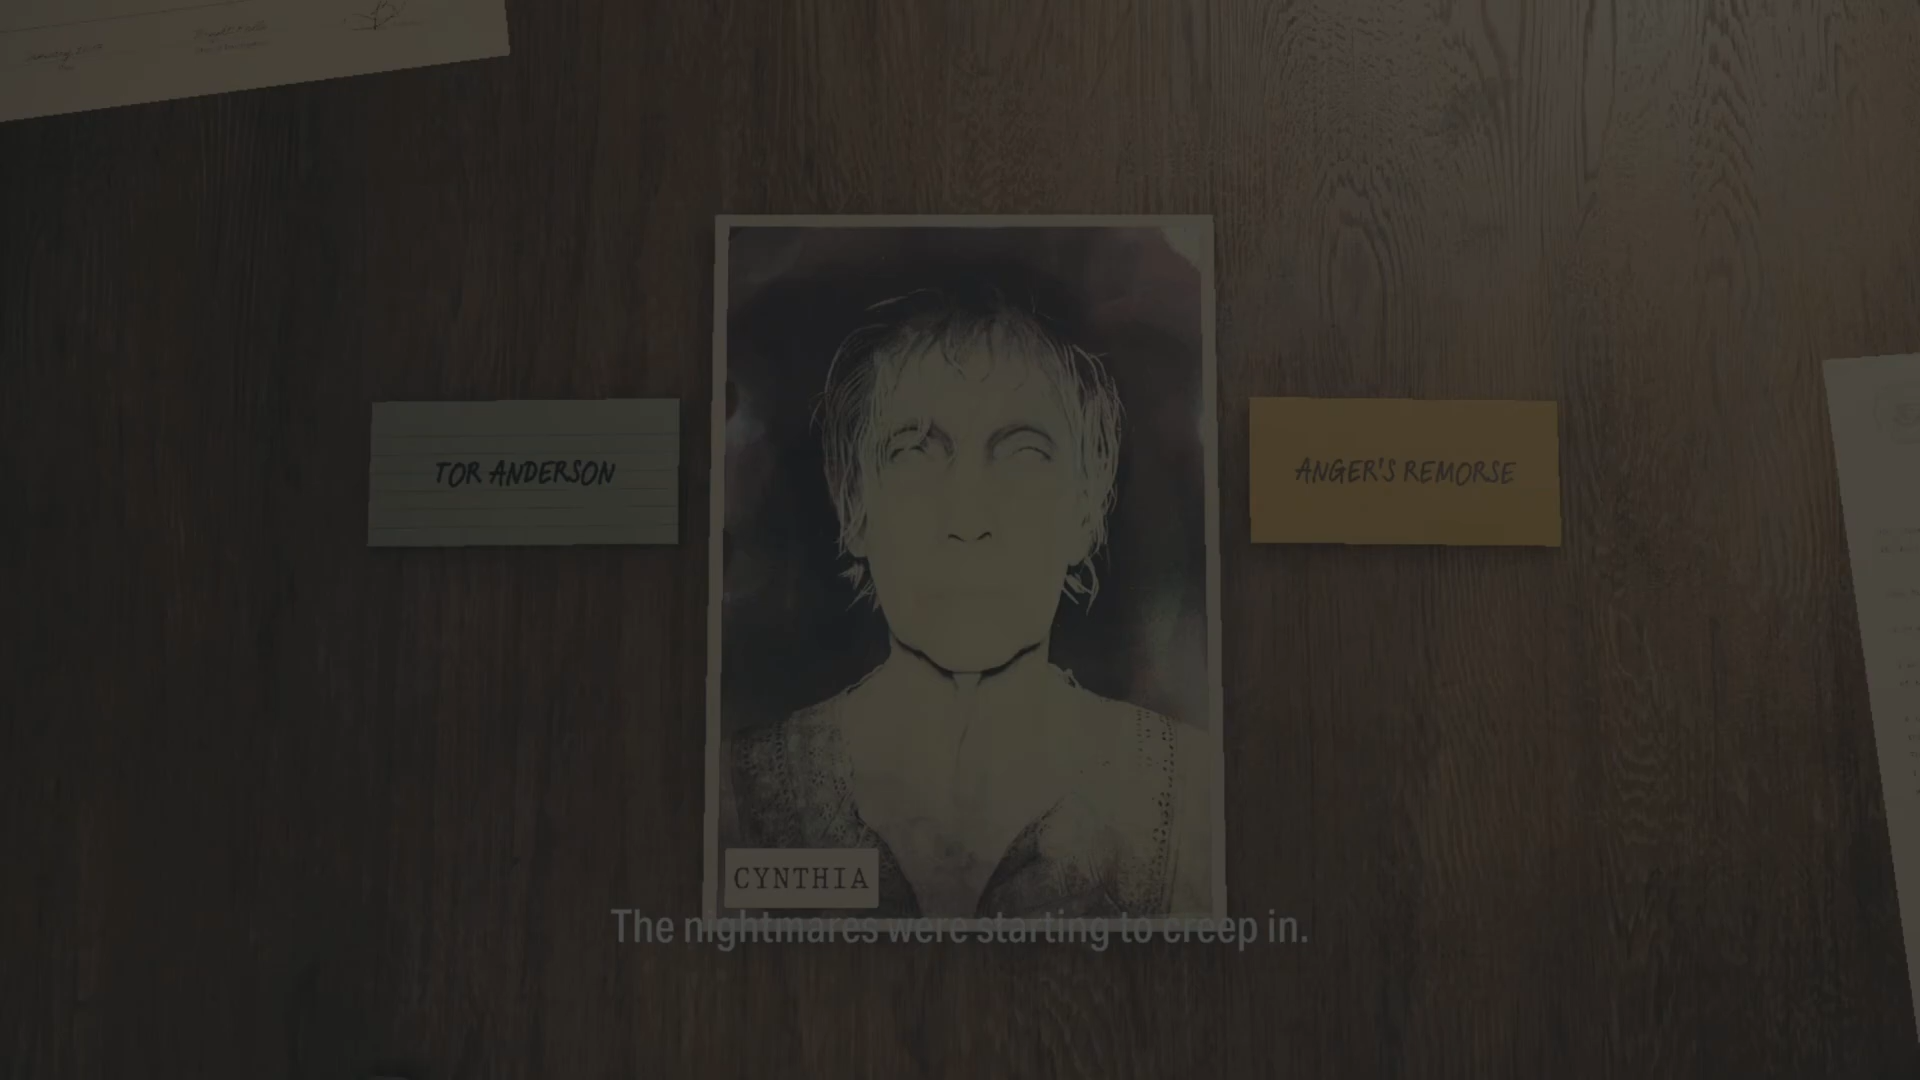 TOR ANDERSON
ANGER'S REMORSE
CYNTHIA
The nightmares were starting to creep in.